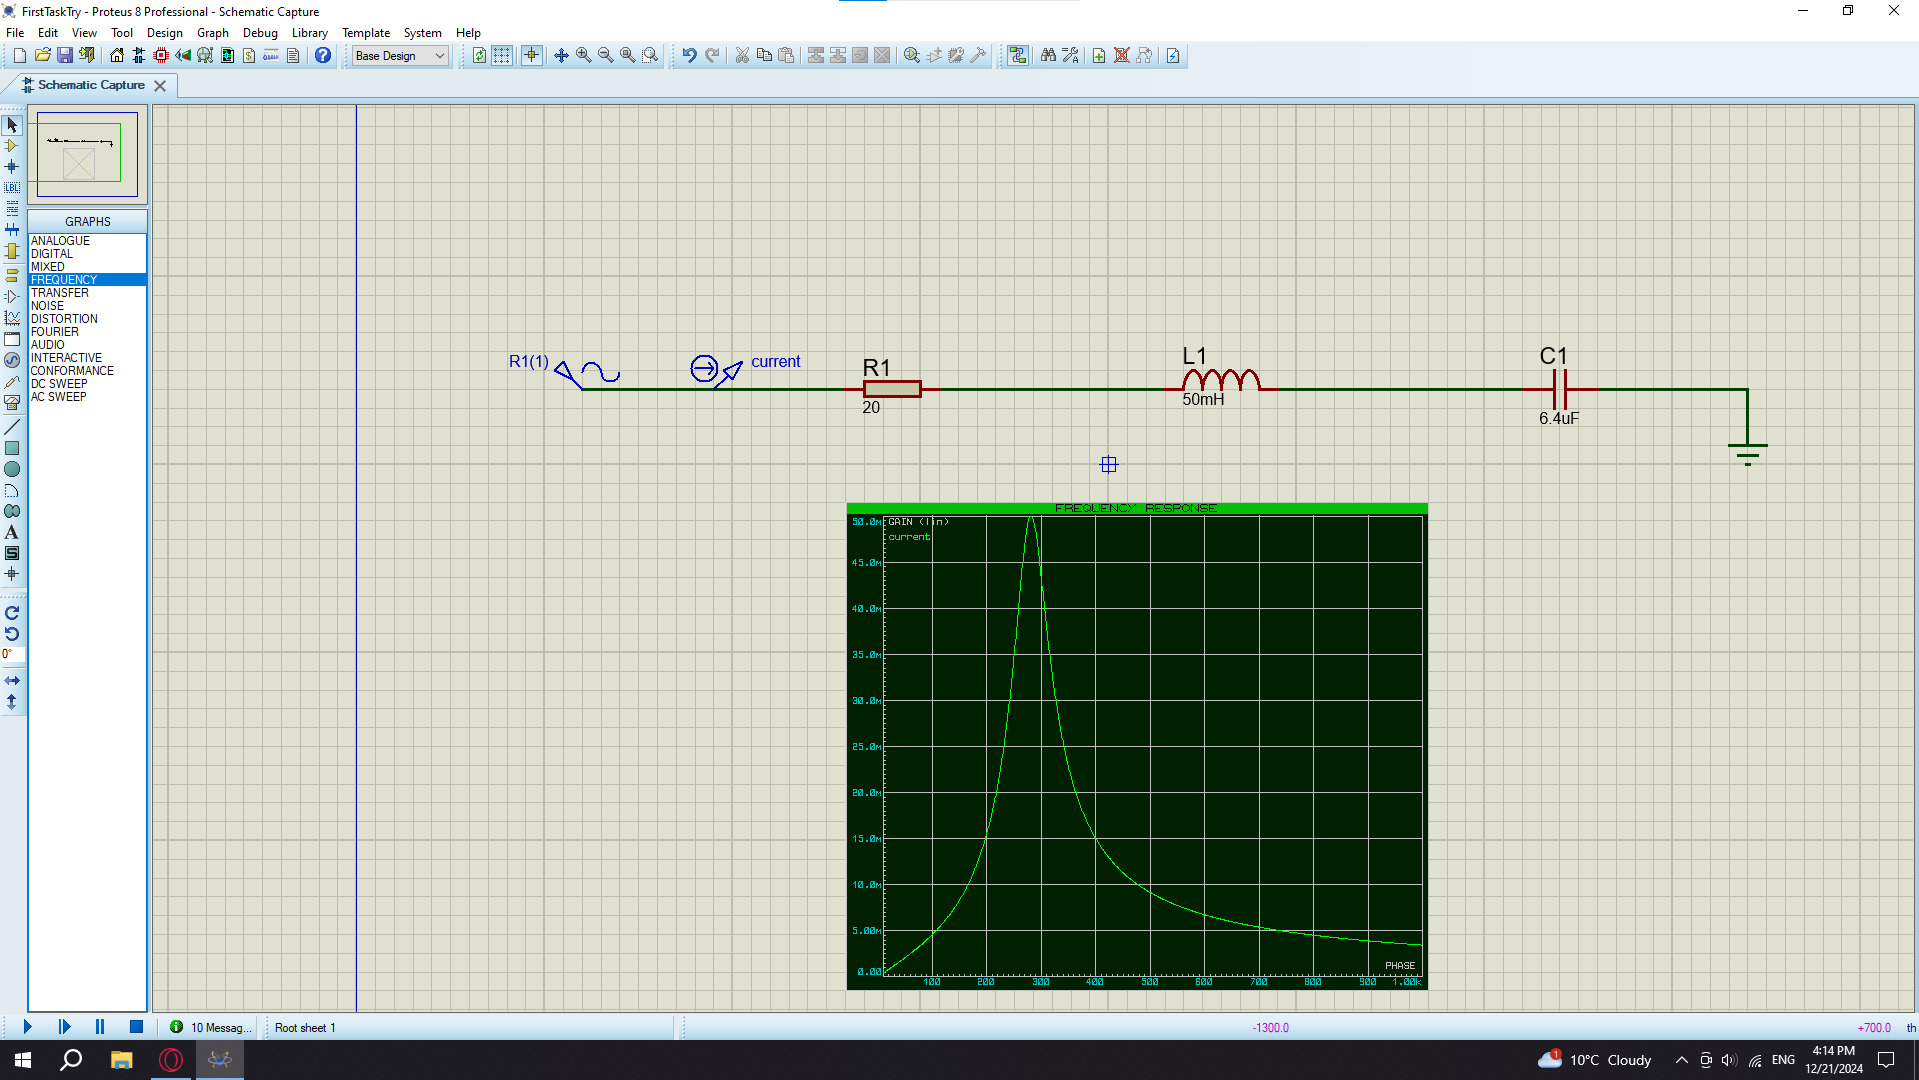 FirstTaskTry - Proteus 8 Professional - Schematic Capture
File Edit View Tool Design Graph Debug Library Template System Help
Base Design
Schematic Capture
LBL
GRAPHS
ANALOGUE
DIGITAL
MIXED
FREQUENCY
TRANSFER
NOISE
DISTORTION
FOURIER
AUDIO
INTERACTIVE
CONFORMANCE
DC SWEEP
AC SWEEP
A
S
0°
R1(1)
current
R1
20
L1
50mH
C1
6.4uF
FREQUENCY RESPONSE
GAIN (lin)
current
50.0m
45.0m
40.0m
35.0m
30.0m
25.0m
20.0m
15.0m
10.0m
5.00m
0.00
PHASE
100 200 300 400 500 600 700 800 900 1.00k
10 Messag... Root sheet 1 -1300.0 +700.0 th
1 10°C Cloudy ENG 4:14 PM
12/21/2024